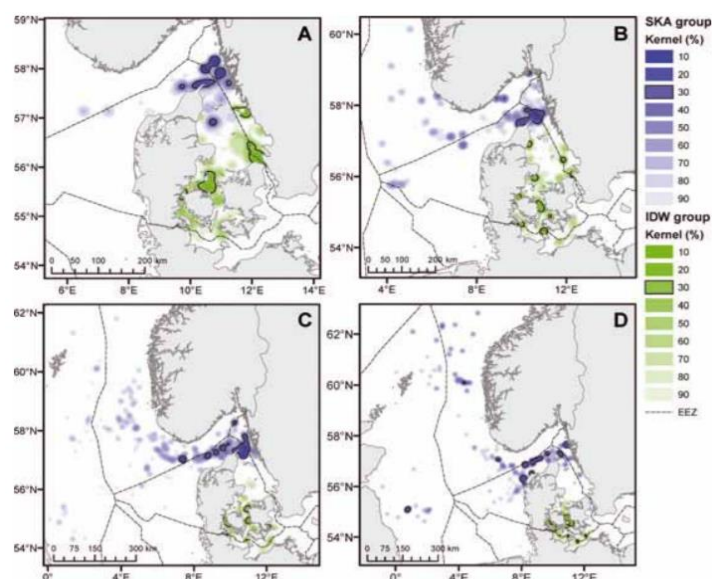 A
59°N
58°N
57°N
56°N
55°N
54°N
0 50 100 200 km
6°E 8°E 10°E 12°E 14°E
B
60°N
58°N
56°N
54°N
0 50 100 200 km
4°E 8°E 12°E
C
62°N
60°N
58°N
56°N
54°N
0 75 150 300 km
0° 4°E 8°E 12°E
D
62°N
60°N
58°N
56°N
54°N
0 75 150 300 km
0° 4°E 8°E 12°E
SKA group
Kernel (%)
10
20
30
40
50
60
70
80
90
IDW group
Kernel (%)
10
20
30
40
50
60
70
80
90
EEZ